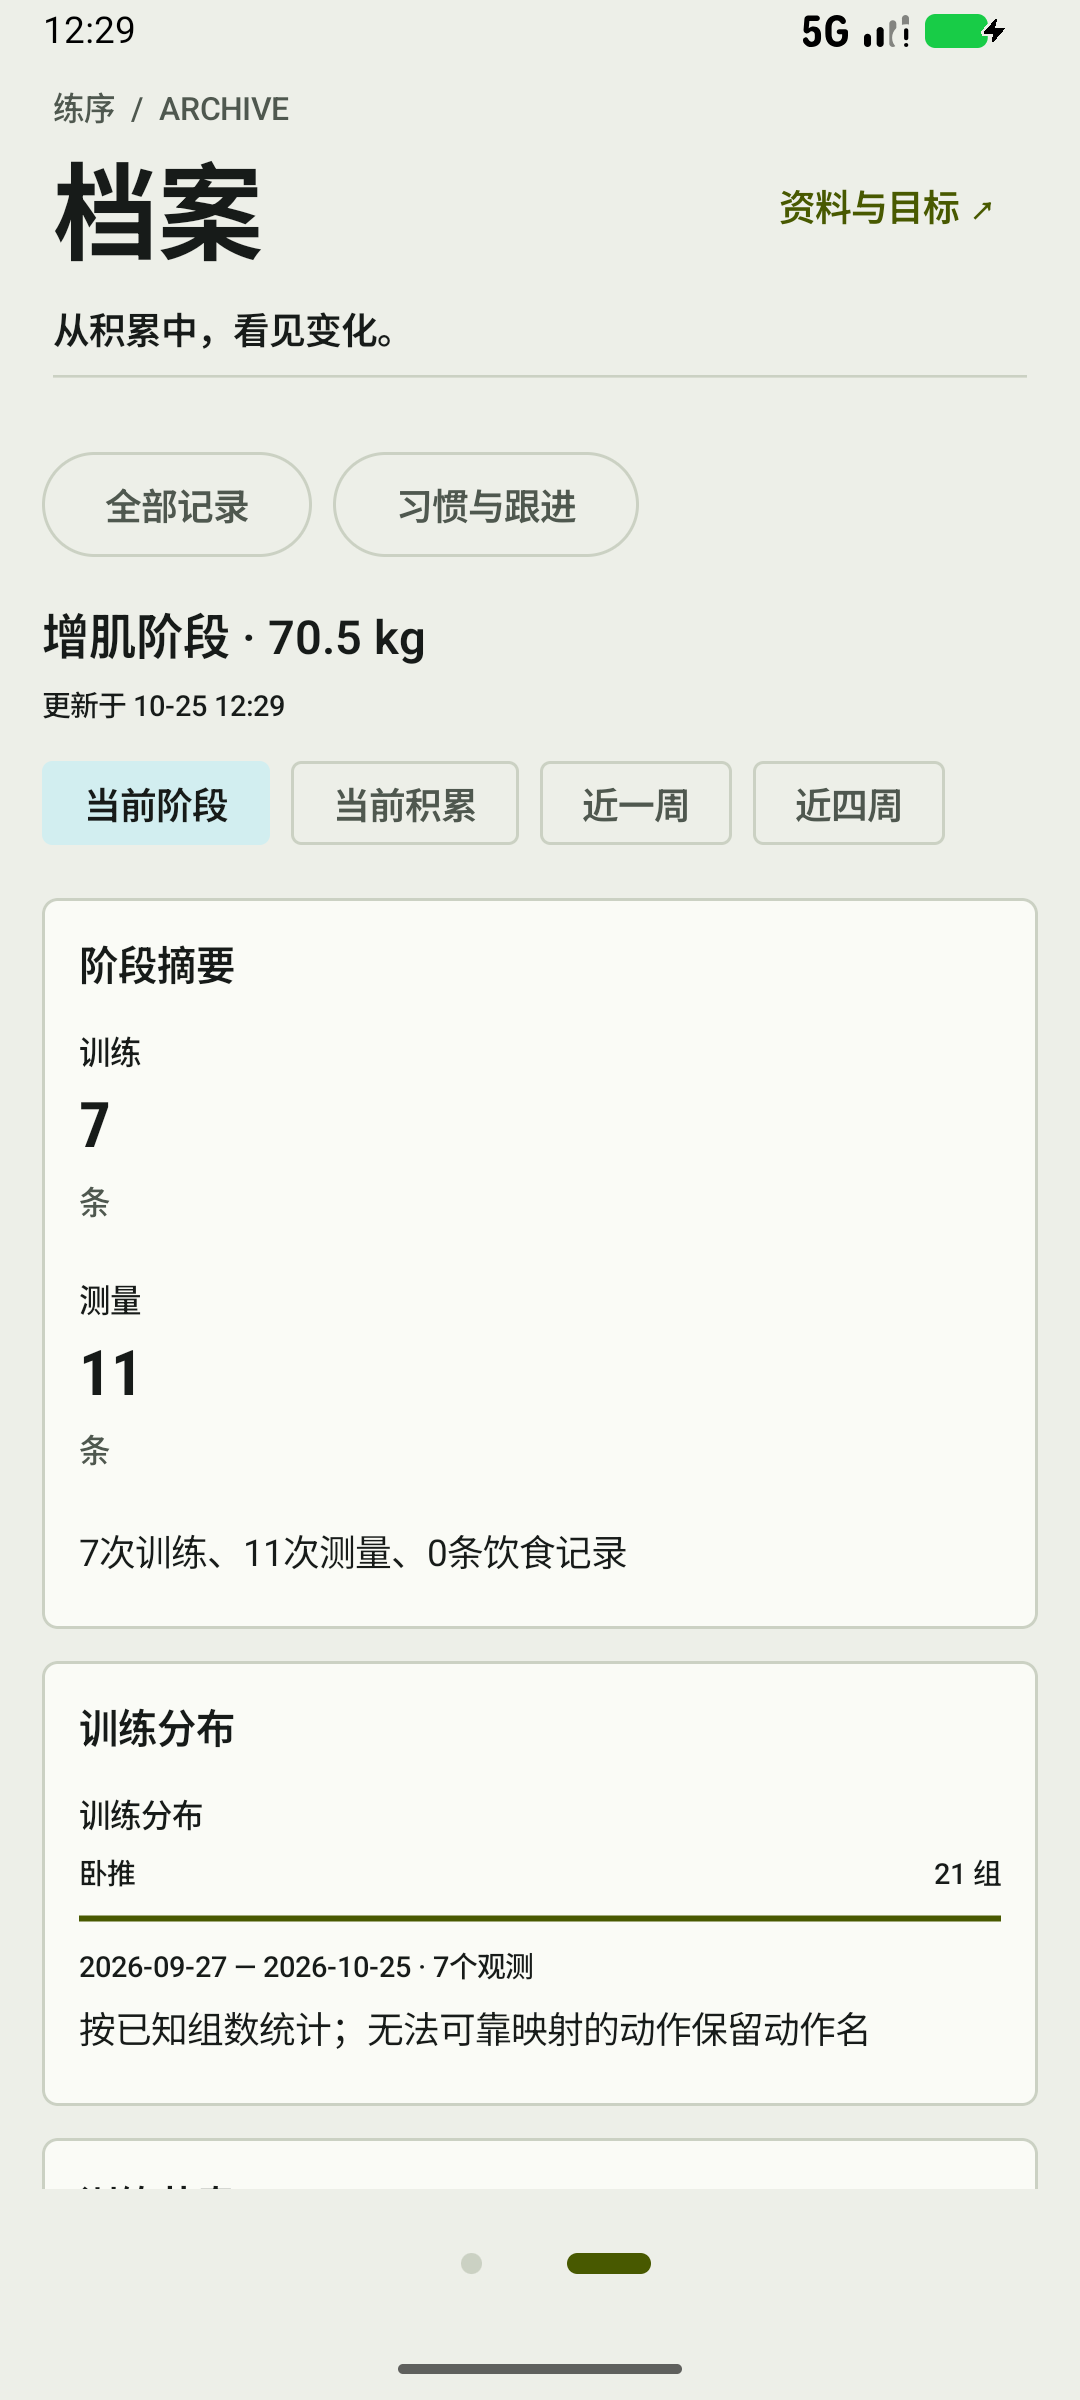 12:29
5G
练序 / ARCHIVE
档案
资料与目标 ↗
从积累中，看见变化。
全部记录 习惯与跟进
增肌阶段 · 70.5 kg
更新于 10-25 12:29
当前阶段 当前积累 近一周 近四周
阶段摘要
训练
7
条
测量
11
条
7次训练、11次测量、0条饮食记录
训练分布
训练分布
卧推 21 组
2026-09-27 — 2026-10-25 · 7个观测
按已知组数统计；无法可靠映射的动作保留动作名